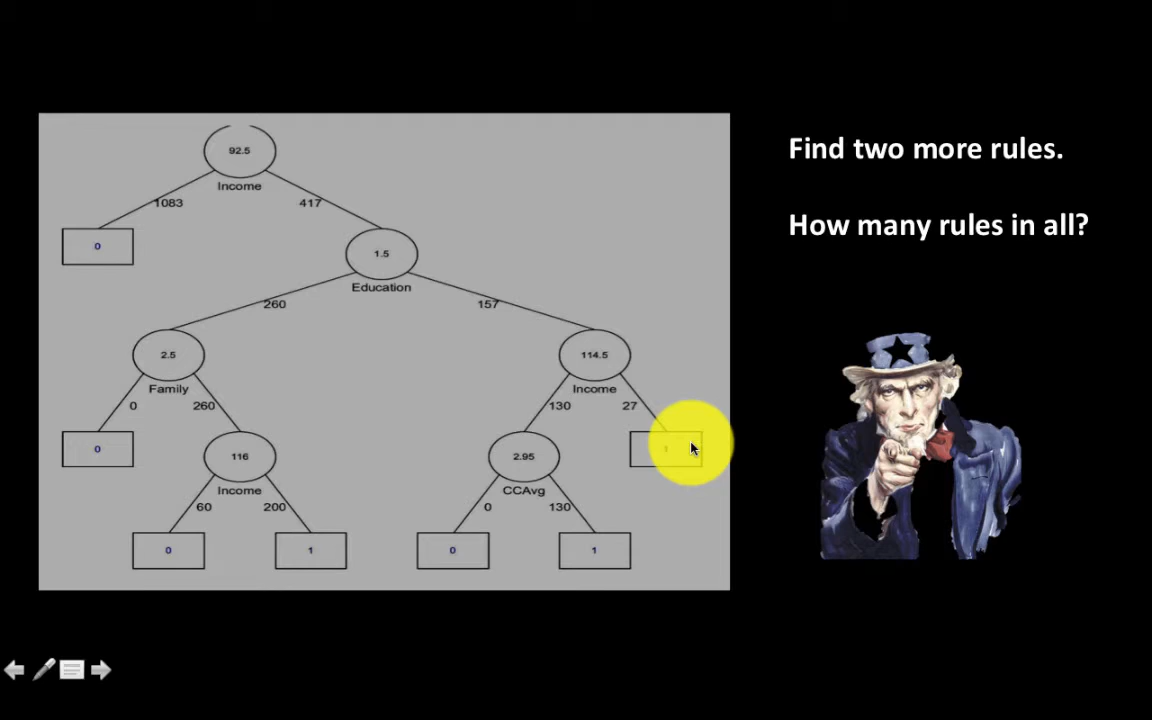 Find two more rules.
How many rules in all?
92.5
Income
1083 417
0
1.5
Education
260 157
2.5
Family
0 260
114.5
Income
130 27
0
116
Income
60 200
2.95
CCAvg
0 130
1
0
1
0
1